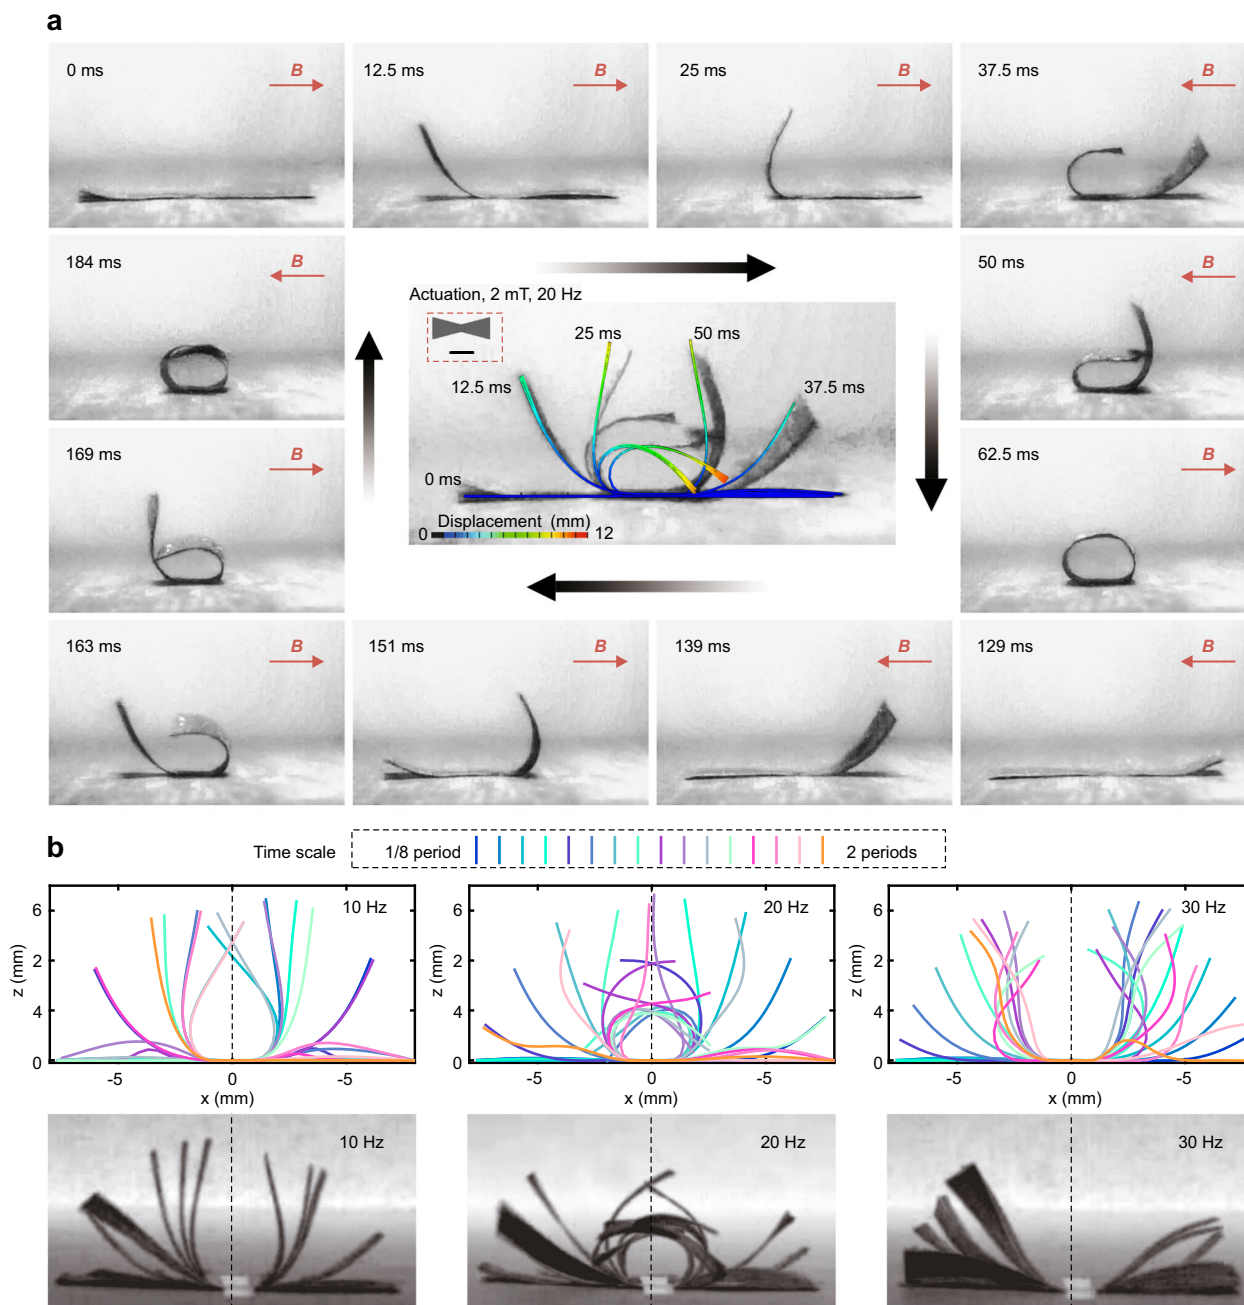 a
0 ms
B
12.5 ms
B
25 ms
B
37.5 ms
B
184 ms
B
50 ms
B
Actuation, 2 mT, 20 Hz
25 ms
50 ms
12.5 ms
37.5 ms
0 ms
0
Displacement (mm)
12
169 ms
B
62.5 ms
B
163 ms
B
151 ms
B
139 ms
B
129 ms
B
b
Time scale
1/8 period
2 periods
10 Hz
6
2
4
0
z (mm)
-5
0
-5
x (mm)
20 Hz
6
2
4
0
z (mm)
-5
0
-5
x (mm)
30 Hz
6
2
4
0
z (mm)
-5
0
-5
x (mm)
10 Hz
20 Hz
30 Hz